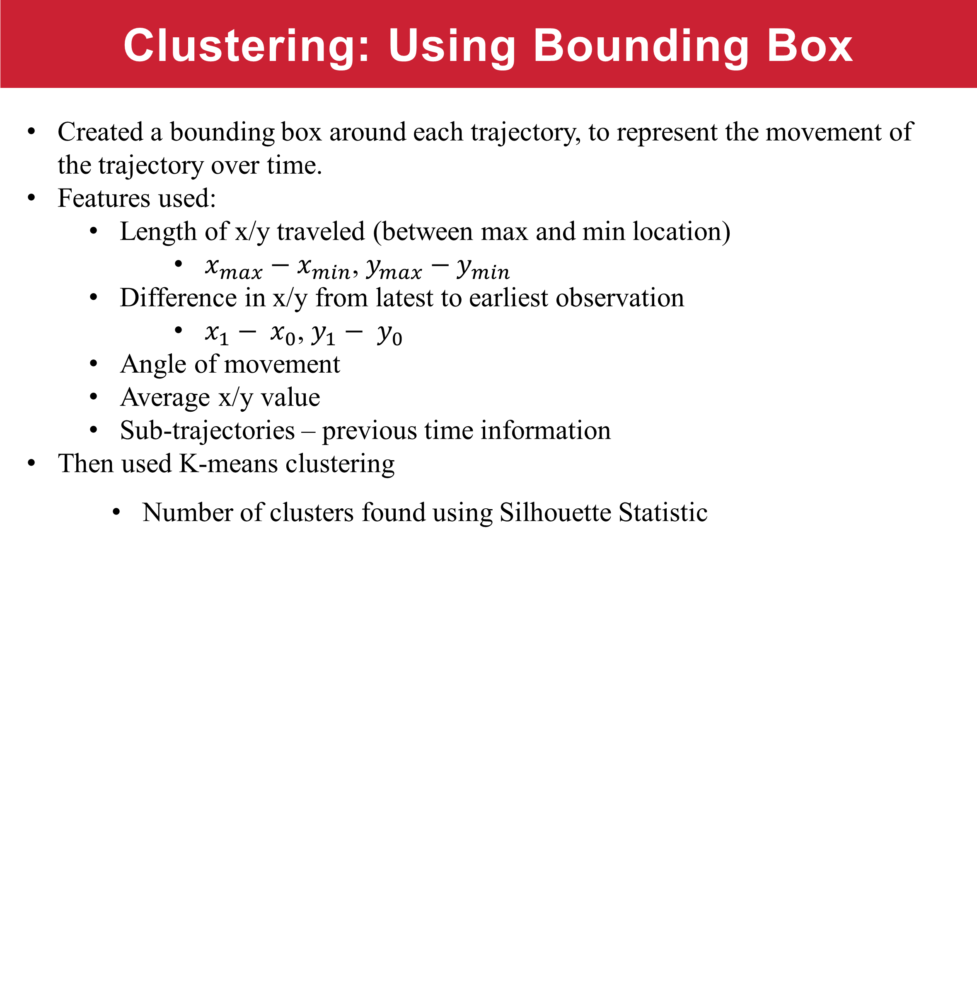 Clustering: Using Bounding Box
• Created a bounding box around each trajectory, to represent the movement of
the trajectory over time.
• Features used:
• Length of x/y traveled (between max and min location)
• $x_{max} - x_{min}, y_{max} - y_{min}$
• Difference in x/y from latest to earliest observation
• $x_1 - x_0, y_1 - y_0$
• Angle of movement
• Average x/y value
• Sub-trajectories – previous time information
• Then used K-means clustering
• Number of clusters found using Silhouette Statistic